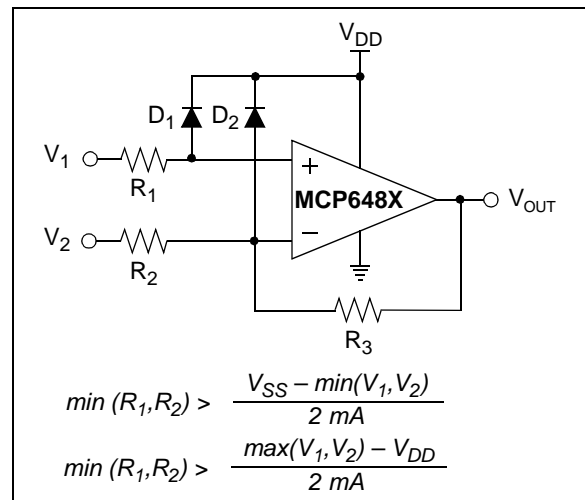 V_DD
D_1 D_2
V_1
R_1
+
MCP648X
V_OUT
V_2
R_2
–
R_3
min (R_1,R_2) > V_SS – min(V_1,V_2) / 2 mA
min (R_1,R_2) > max(V_1,V_2) – V_DD / 2 mA